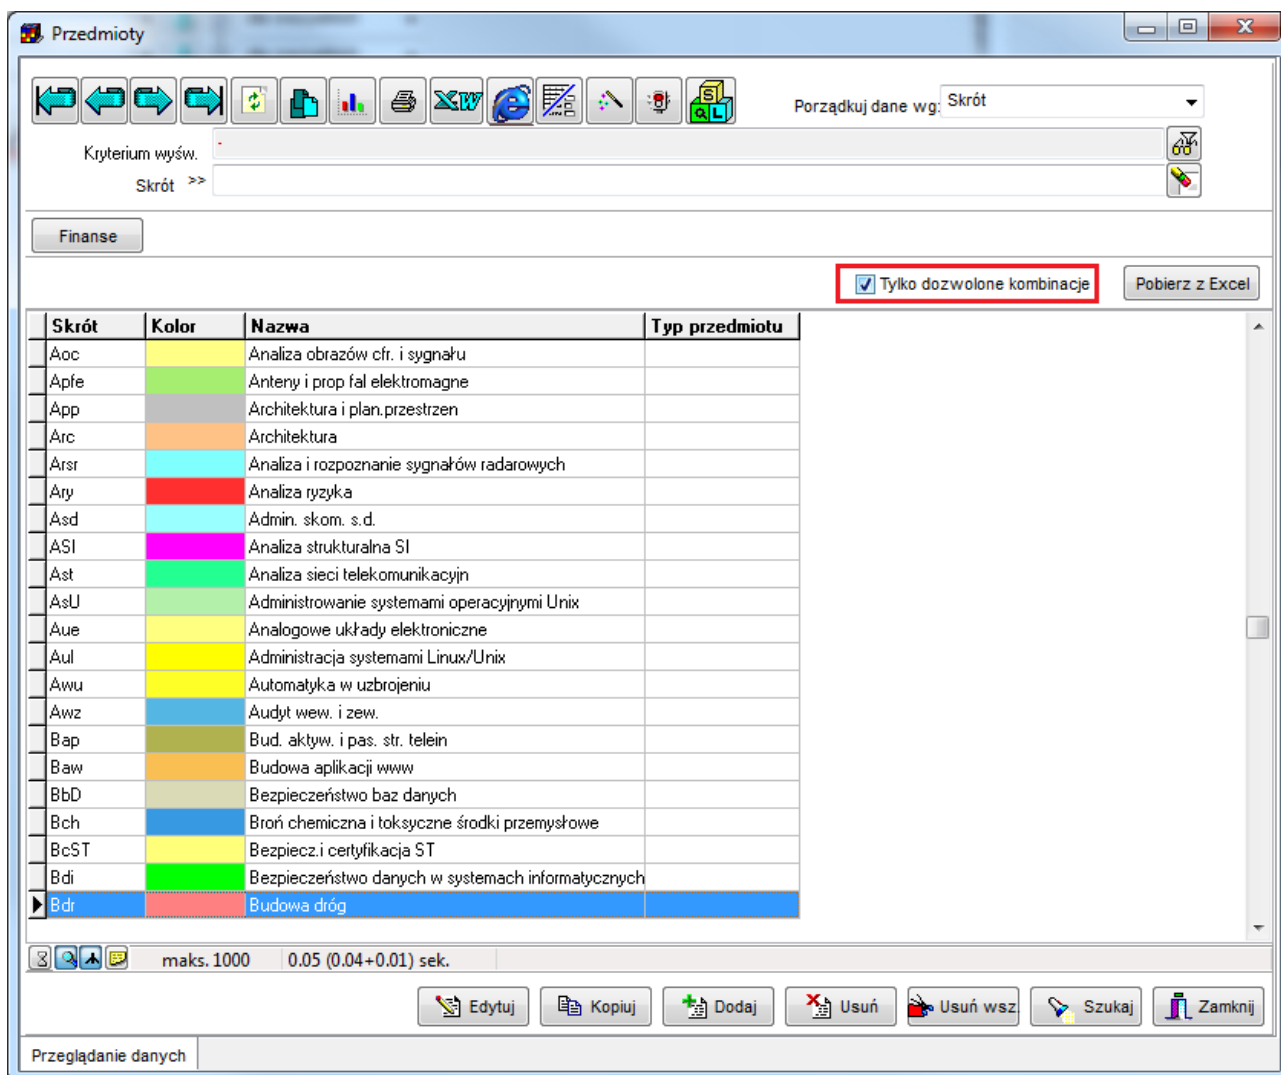 Przedmioty
Porządkuj dane wg: Skrót
Kryterium wyśw.
Skrót >>
Finanse
Tylko dozwolone kombinacje Pobierz z Excel
Skrót Kolor Nazwa Typ przedmiotu
Aoc Analiza obrazów cfr. i sygnału
Apfe Anteny i prop fal elektromagne
App Architektura i plan.przestrzen
Arc Architektura
Arsr Analiza i rozpoznanie sygnałów radarowych
Ary Analiza ryzyka
Asd Admin. skom. s.d.
ASI Analiza strukturalna SI
Ast Analiza sieci telekomunikacyjn
AsU Administrowanie systemami operacyjnymi Unix
Aue Analogowe układy elektroniczne
Aul Administracja systemami Linux/Unix
Awu Automatyka w uzbrojeniu
Awz Audyt wew. i zew.
Bap Bud. aktyw. i pas. str. telein
Baw Budowa aplikacji www
BbD Bezpieczeństwo baz danych
Bch Broń chemiczna i toksyczne środki przemysłowe
BcST Bezpiecz.i certyfikacja ST
Bdi Bezpieczeństwo danych w systemach informatycznych
Bdr Budowa dróg
maks. 1000 0.05 (0.04+0.01) sek.
Edytuj Kopiuj Dodaj Usuń Usuń wsz. Szukaj Zamknij
Przeglądanie danych